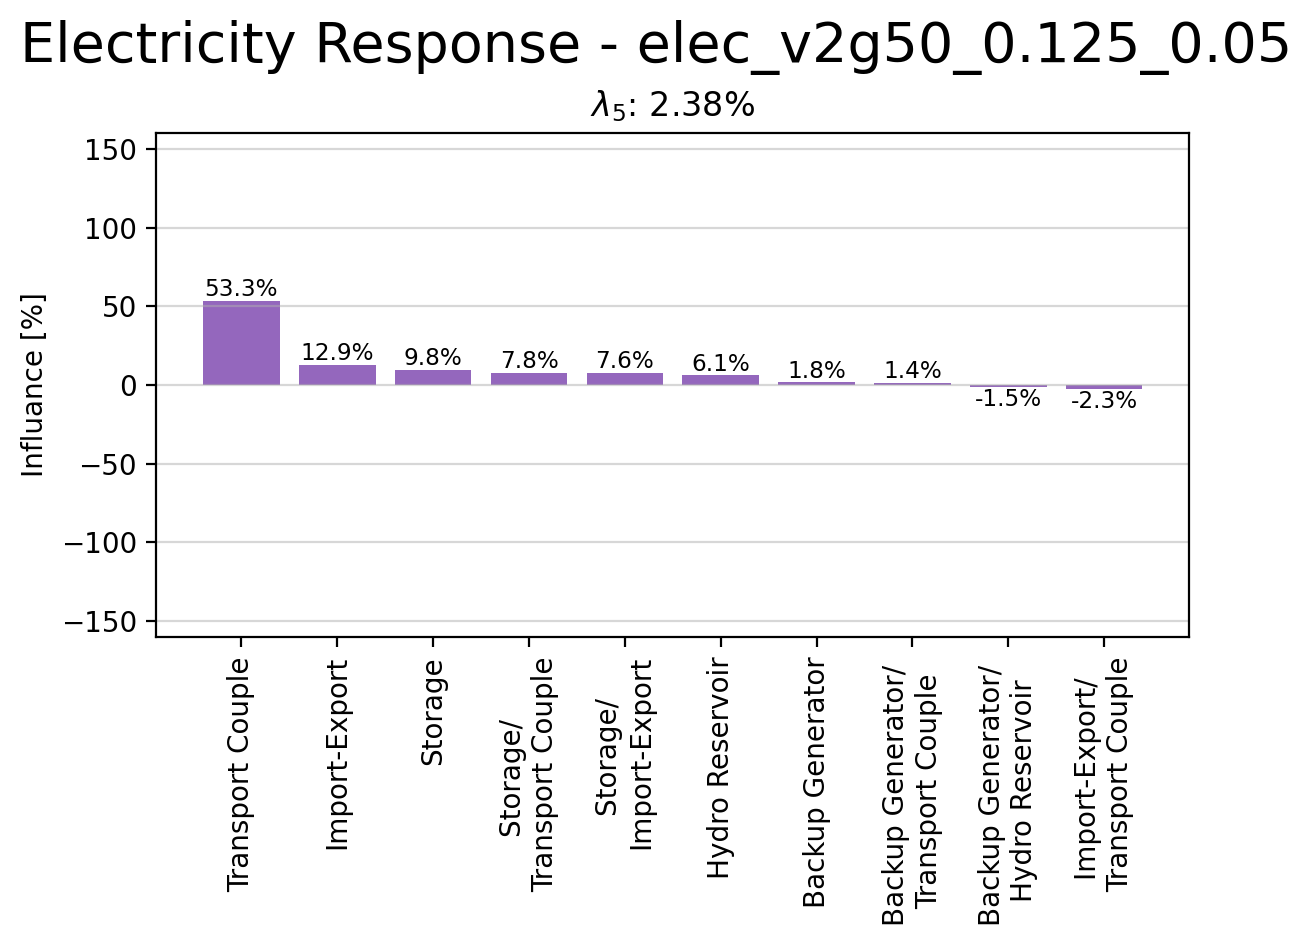 Electricity Response - elec_v2g50_0.125_0.05
λ₅: 2.38%
Influance [%]
150
100
50
0
−50
−100
−150
53.3%
12.9%
9.8%
7.8%
7.6%
6.1%
1.8%
1.4%
-1.5%
-2.3%
Transport Couple
Import-Export
Storage
Storage/
Transport Couple
Storage/
Import-Export
Hydro Reservoir
Backup Generator
Backup Generator/
Transport Couple
Backup Generator/
Hydro Reservoir
Import-Export/
Transport Couple